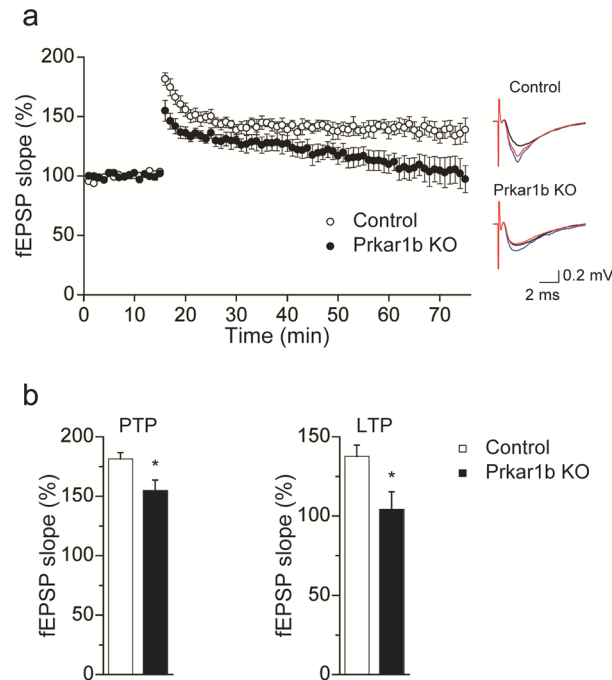 a
200
150
100
50
0
fEPSP slope (%)
0 10 20 30 40 50 60 70
Time (min)
Control
Prkar1b KO
Control
Prkar1b KO
0.2 mV
2 ms
b
PTP
200
150
100
50
0
fEPSP slope (%)
*
LTP
150
100
50
0
fEPSP slope (%)
*
Control
Prkar1b KO